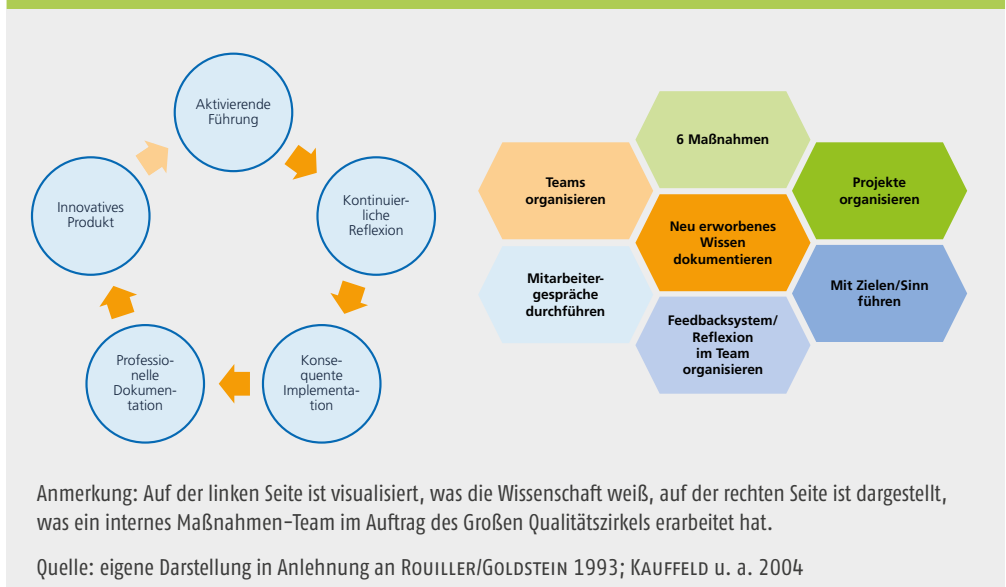 Aktivierende
Führung
Kontinuier-
liche
Reflexion
Konse-
quente
Implementa-
tion
Professio-
nelle
Dokumen-
tation
Innovatives
Produkt
6 Maßnahmen
Teams
organisieren
Projekte
organisieren
Neu erworbenes
Wissen
dokumentieren
Mitarbeiter-
gespräche
durchführen
Mit Zielen/Sinn
führen
Feedbacksystem/
Reflexion
im Team
organisieren
Anmerkung: Auf der linken Seite ist visualisiert, was die Wissenschaft weiß, auf der rechten Seite ist dargestellt,
was ein internes Maßnahmen-Team im Auftrag des Großen Qualitätszirkels erarbeitet hat.
Quelle: eigene Darstellung in Anlehnung an ROUILLER/GOLDSTEIN 1993; KAUFFELD u. a. 2004